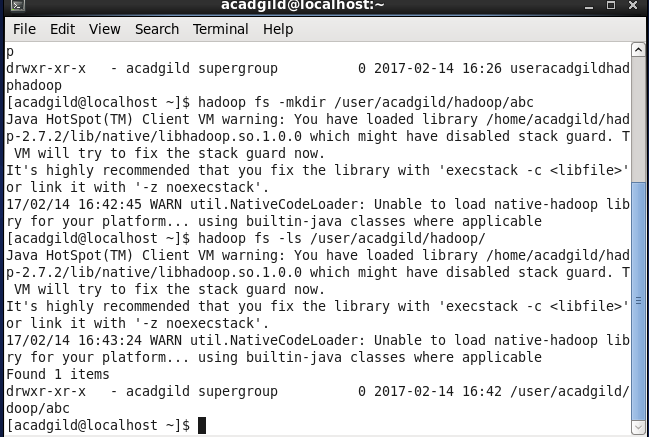 acadgild@localhost:~
File Edit View Search Terminal Help
p
drwxr-xr-x   - acadgild supergroup          0 2017-02-14 16:26 useracadgildhad
phadoop
[acadgild@localhost ~]$ hadoop fs -mkdir /user/acadgild/hadoop/abc
Java HotSpot(TM) Client VM warning: You have loaded library /home/acadgild/had
p-2.7.2/lib/native/libhadoop.so.1.0.0 which might have disabled stack guard. T
 VM will try to fix the stack guard now.
It's highly recommended that you fix the library with 'execstack -c <libfile>'
or link it with '-z noexecstack'.
17/02/14 16:42:45 WARN util.NativeCodeLoader: Unable to load native-hadoop lib
ry for your platform... using builtin-java classes where applicable
[acadgild@localhost ~]$ hadoop fs -ls /user/acadgild/hadoop/
Java HotSpot(TM) Client VM warning: You have loaded library /home/acadgild/had
p-2.7.2/lib/native/libhadoop.so.1.0.0 which might have disabled stack guard. T
 VM will try to fix the stack guard now.
It's highly recommended that you fix the library with 'execstack -c <libfile>'
or link it with '-z noexecstack'.
17/02/14 16:43:24 WARN util.NativeCodeLoader: Unable to load native-hadoop lib
ry for your platform... using builtin-java classes where applicable
Found 1 items
drwxr-xr-x   - acadgild supergroup          0 2017-02-14 16:42 /user/acadgild/
doop/abc
[acadgild@localhost ~]$